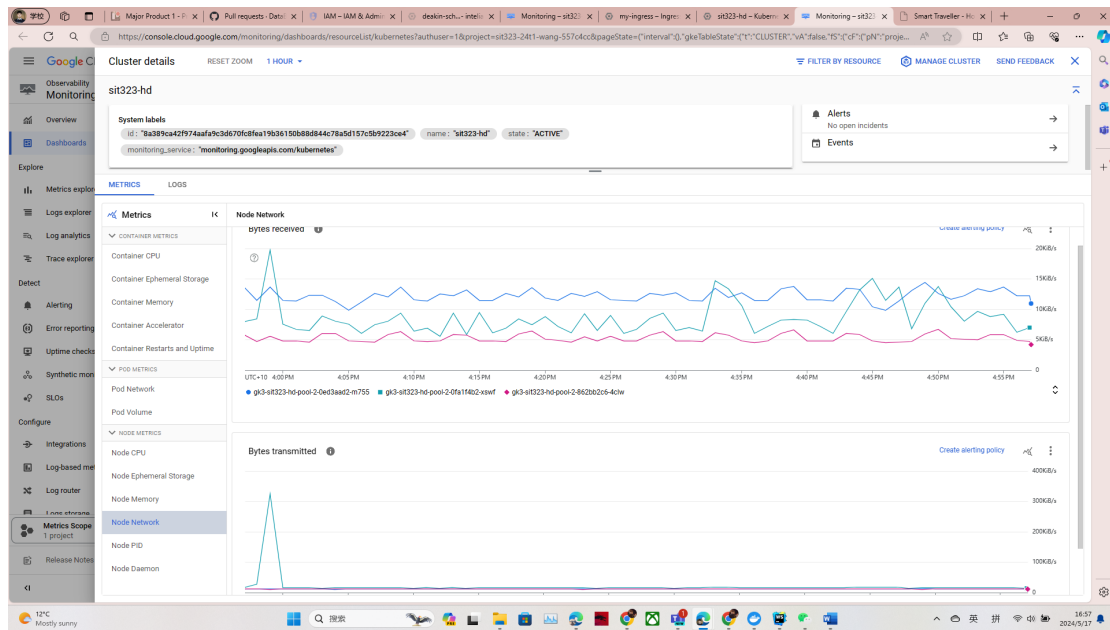 学校
Major Product 1 - P
Pull requests · Datal
IAM – IAM & Admin
deakin-sch... - intelli
Monitoring – sit323
my-ingress – Ingres
sit323-hd – Kubern
Monitoring – sit323
Smart Traveller - Ho
https://console.cloud.google.com/monitoring/dashboards/resourceList/kubernetes?authuser=1&project=sit323-24t1-wang-557c4cc&pageState=("interval":(),"gkeTableState":("t":"CLUSTER","vA":false,"fS":("cF":("pN":"proje...
Google Cl
Cluster details
RESET ZOOM
1 HOUR
FILTER BY RESOURCE
MANAGE CLUSTER
SEND FEEDBACK
Observability
Monitoring
Overview
Dashboards
Explore
Metrics explor
Logs explorer
Log analytics
Trace explorer
Detect
Alerting
Error reporting
Uptime checks
Synthetic mon
SLOs
Configure
Integrations
Log-based met
Log router
Logs storage
Metrics Scope
1 project
Release Notes
sit323-hd
System labels
id : "8a389ca42f974aafa9c3d670fc8fea19b36150b88d844c78a5d157c5b9223ce4"
name : "sit323-hd"
state : "ACTIVE"
monitoring_service : "monitoring.googleapis.com/kubernetes"
Alerts
No open incidents
Events
METRICS
LOGS
Metrics
CONTAINER METRICS
Container CPU
Container Ephemeral Storage
Container Memory
Container Accelerator
Container Restarts and Uptime
POD METRICS
Pod Network
Pod Volume
NODE METRICS
Node CPU
Node Ephemeral Storage
Node Memory
Node Network
Node PID
Node Daemon
Node Network
Bytes received
Create alerting policy
20KiB/s
15KiB/s
10KiB/s
5KiB/s
0
UTC+10
4:00 PM
4:05 PM
4:10 PM
4:15 PM
4:20 PM
4:25 PM
4:30 PM
4:35 PM
4:40 PM
4:45 PM
4:50 PM
4:55 PM
gk3-sit323-hd-pool-2-0ed3aad2-m755
gk3-sit323-hd-pool-2-0fa1f4b2-xswf
gk3-sit323-hd-pool-2-862bb2c6-4clw
Bytes transmitted
Create alerting policy
400KiB/s
300KiB/s
200KiB/s
100KiB/s
0
12°C
Mostly sunny
搜索
英
拼
16:57
2024/5/17